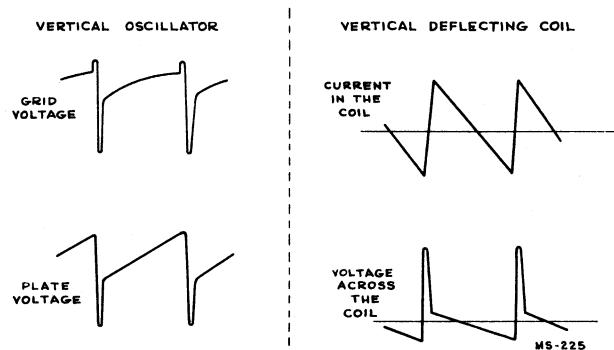 VERTICAL OSCILLATOR
GRID
VOLTAGE
PLATE
VOLTAGE
VERTICAL DEFLECTING COIL
CURRENT
IN THE
COIL
VOLTAGE
ACROSS
THE
COIL
MS-225